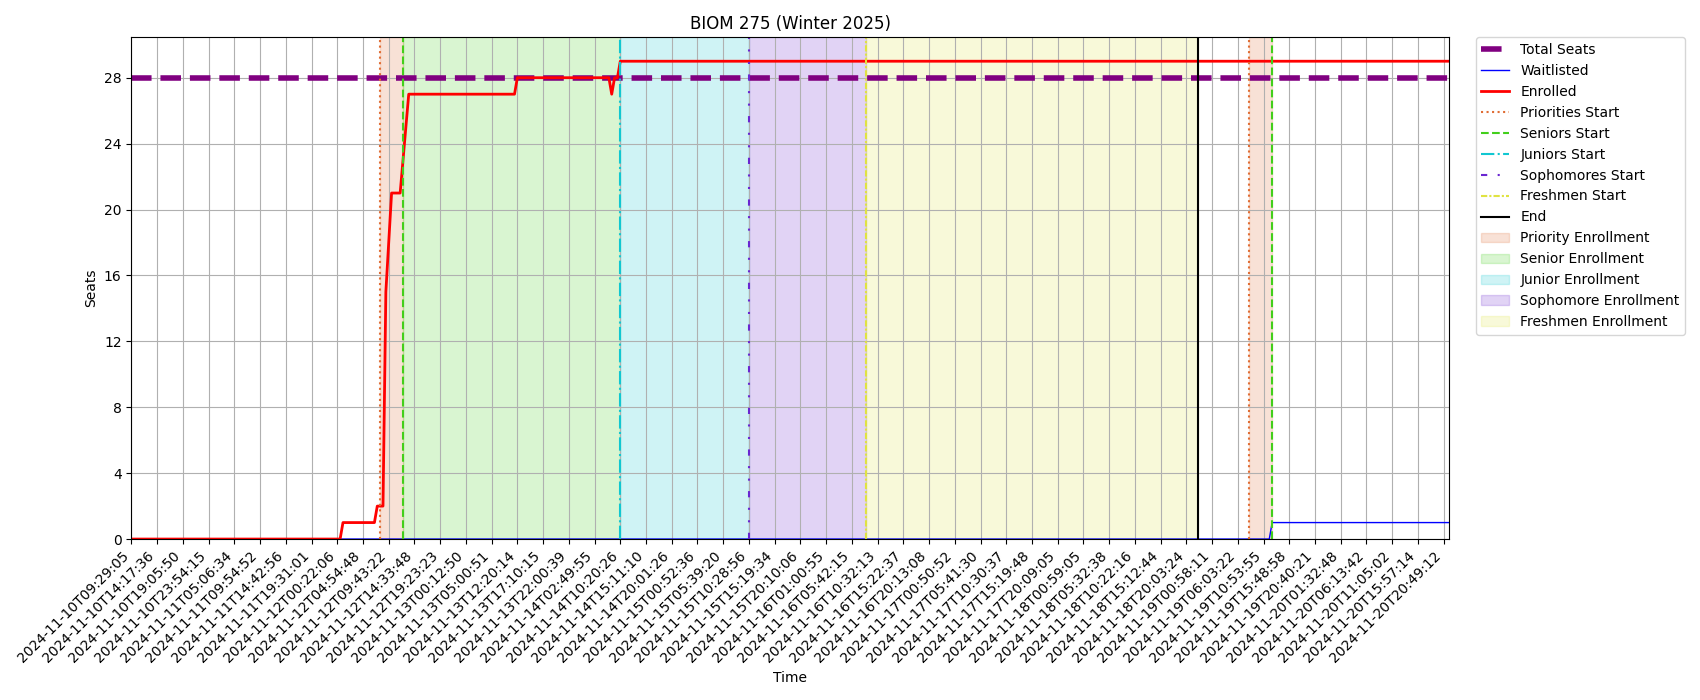 BIOM 275 (Winter 2025)
Total Seats
Waitlisted
Enrolled
Priorities Start
Seniors Start
Juniors Start
Sophomores Start
Freshmen Start
End
Priority Enrollment
Senior Enrollment
Junior Enrollment
Sophomore Enrollment
Freshmen Enrollment
Seats
28
24
20
16
12
8
4
0
2024-11-10T09:29:05
2024-11-10T14:17:36
2024-11-10T19:05:50
2024-11-10T23:54:15
2024-11-11T05:06:34
2024-11-11T09:54:52
2024-11-11T14:42:56
2024-11-11T19:31:01
2024-11-12T00:22:06
2024-11-12T04:54:48
2024-11-12T09:43:22
2024-11-12T14:33:48
2024-11-12T19:23:23
2024-11-13T00:12:50
2024-11-13T05:00:51
2024-11-13T12:20:14
2024-11-13T17:10:15
2024-11-13T22:00:39
2024-11-14T02:49:55
2024-11-14T10:20:26
2024-11-14T15:11:10
2024-11-14T20:01:26
2024-11-15T00:52:36
2024-11-15T05:39:20
2024-11-15T10:28:56
2024-11-15T15:19:34
2024-11-15T20:10:06
2024-11-16T01:00:55
2024-11-16T05:42:15
2024-11-16T10:32:13
2024-11-16T15:22:37
2024-11-16T20:13:08
2024-11-17T00:50:52
2024-11-17T05:41:30
2024-11-17T10:30:37
2024-11-17T15:19:48
2024-11-17T20:09:05
2024-11-18T00:59:05
2024-11-18T05:32:38
2024-11-18T10:22:16
2024-11-18T15:12:44
2024-11-18T20:03:24
2024-11-19T00:58:11
2024-11-19T06:03:22
2024-11-19T10:53:55
2024-11-19T15:48:58
2024-11-19T20:40:21
2024-11-20T01:32:48
2024-11-20T06:13:42
2024-11-20T11:05:02
2024-11-20T15:57:14
2024-11-20T20:49:12
Time